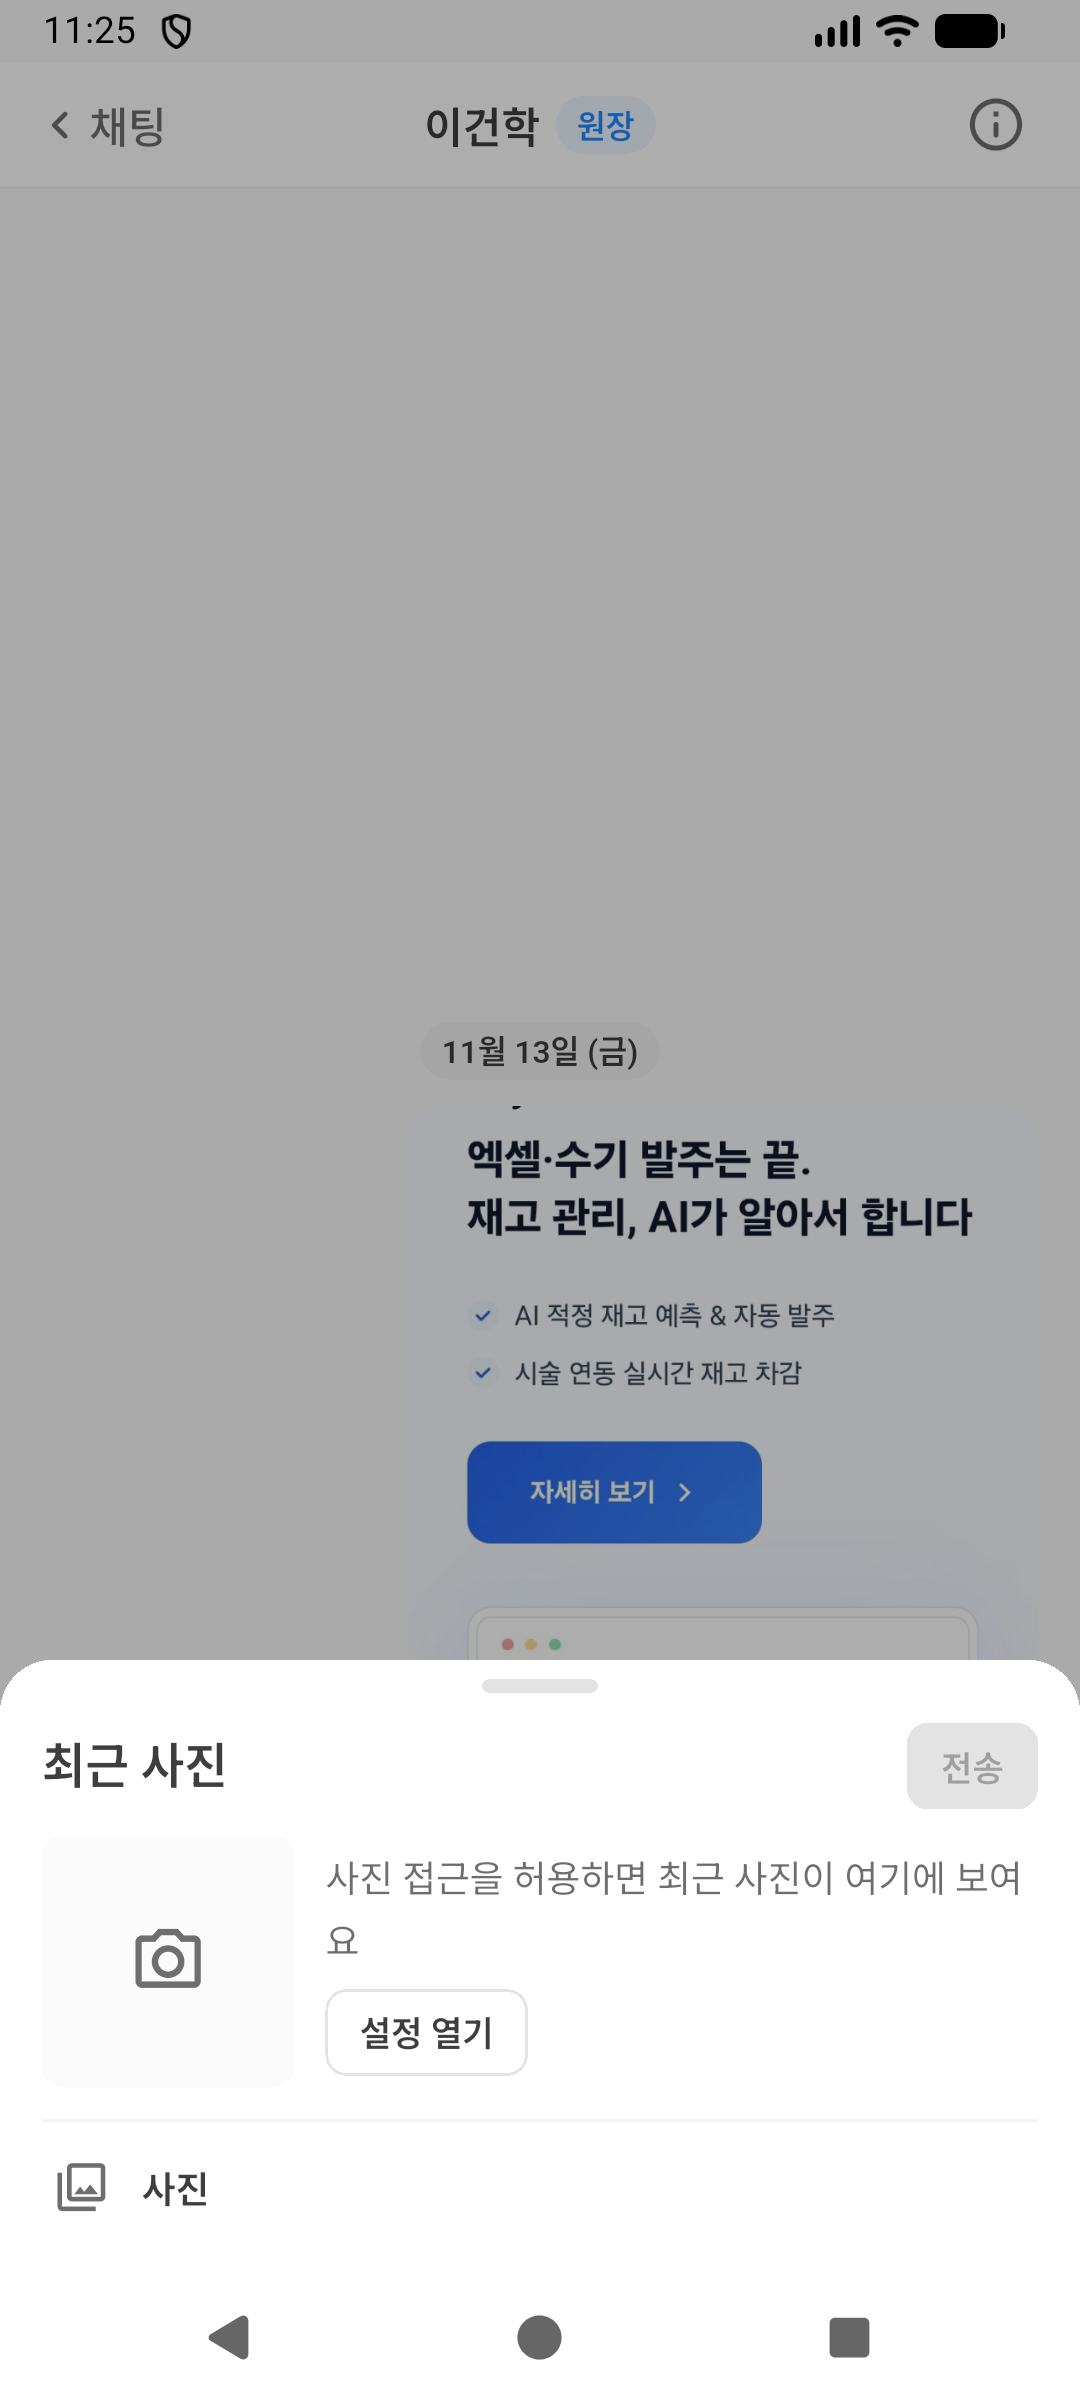 11:25
채팅
이건학 원장
11월 13일 (금)
엑셀·수기 발주는 끝.
재고 관리, AI가 알아서 합니다
AI 적정 재고 예측 & 자동 발주
시술 연동 실시간 재고 차감
자세히 보기
최근 사진
전송
사진 접근을 허용하면 최근 사진이 여기에 보여
요
설정 열기
사진